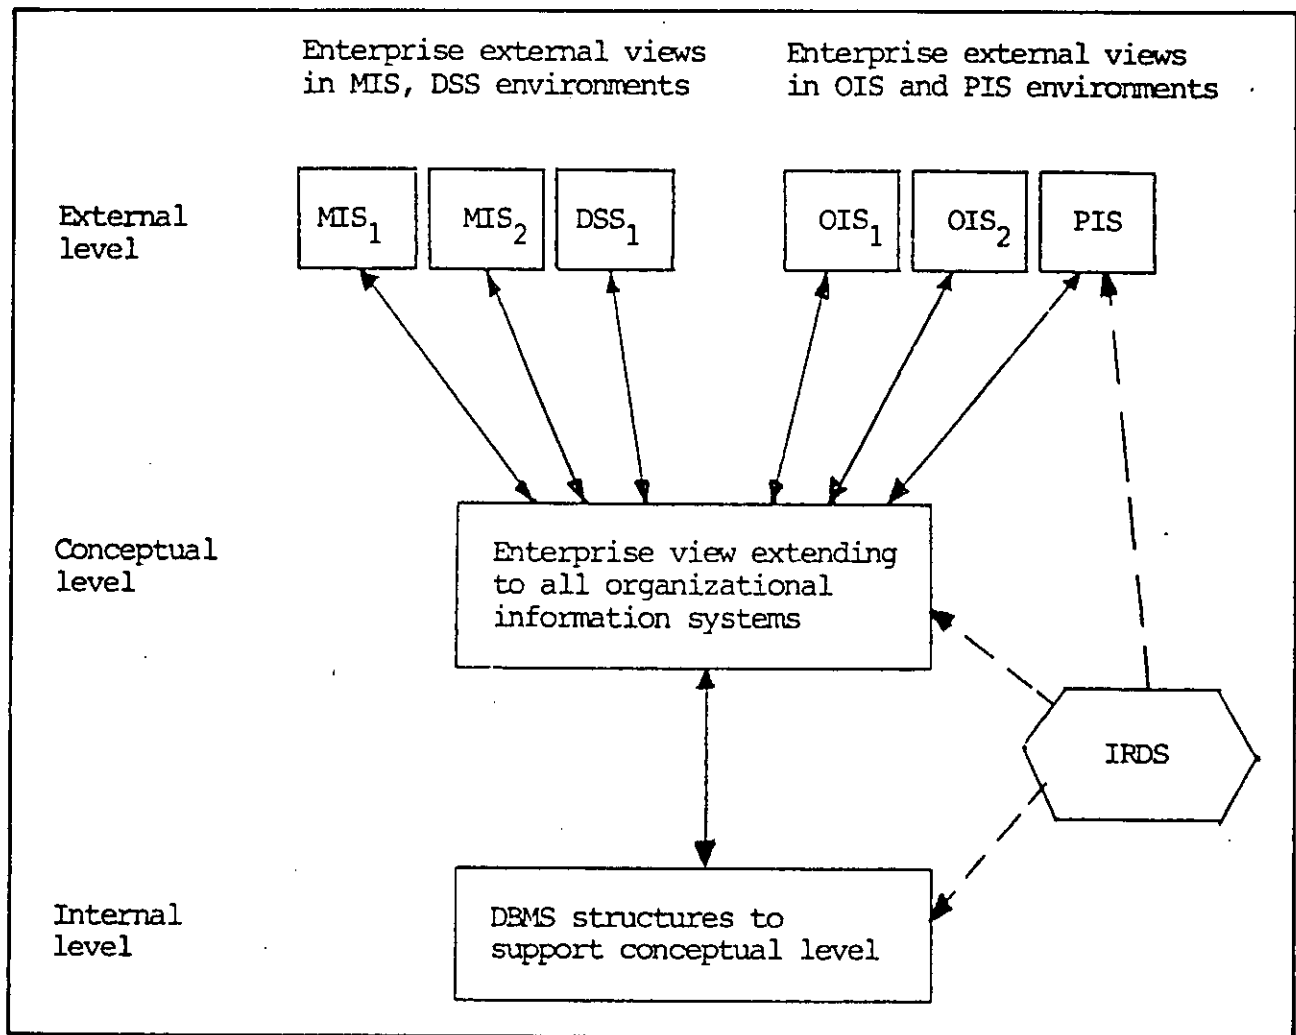 Enterprise external views
in MIS, DSS environments
Enterprise external views
in OIS and PIS environments
External
level
MIS₁
MIS₂
DSS₁
OIS₁
OIS₂
PIS
Conceptual
level
Enterprise view extending
to all organizational
information systems
IRDS
Internal
level
DBMS structures to
support conceptual level